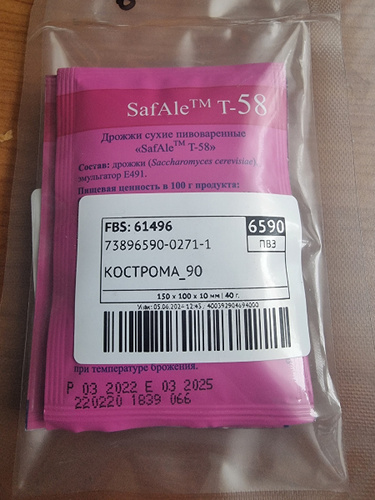 SafAle™ T-58
Дрожжи сухие пивоваренные
«SafAle™ T-58»
Состав: дрожжи (Saccharomyces cerevisiae),
эмульгатор E491.
Пищевая ценность в 100 г продукта:
FBS: 61496
6590
73896590-0271-1
ПВЗ
КОСТРОМА_90
150 x 100 x 10 мм | 40 г.
при температуре брожения.
P 03 2022 E 03 2025
220220 1839 066